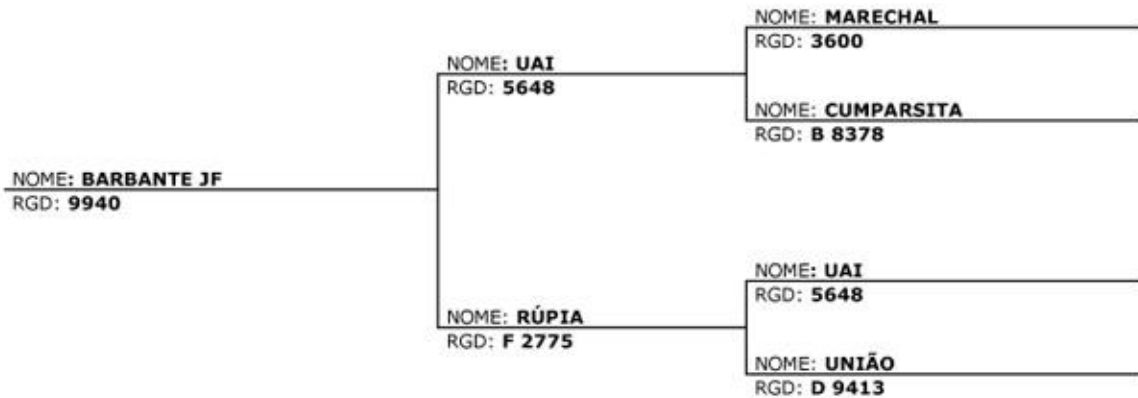 NOME: MARECHAL
RGD: 3600
NOME: UAI
RGD: 5648
NOME: CUMPARSITA
RGD: B 8378
NOME: BARBANTE JF
RGD: 9940
NOME: UAI
RGD: 5648
NOME: RÚPIA
RGD: F 2775
NOME: UNIÃO
RGD: D 9413